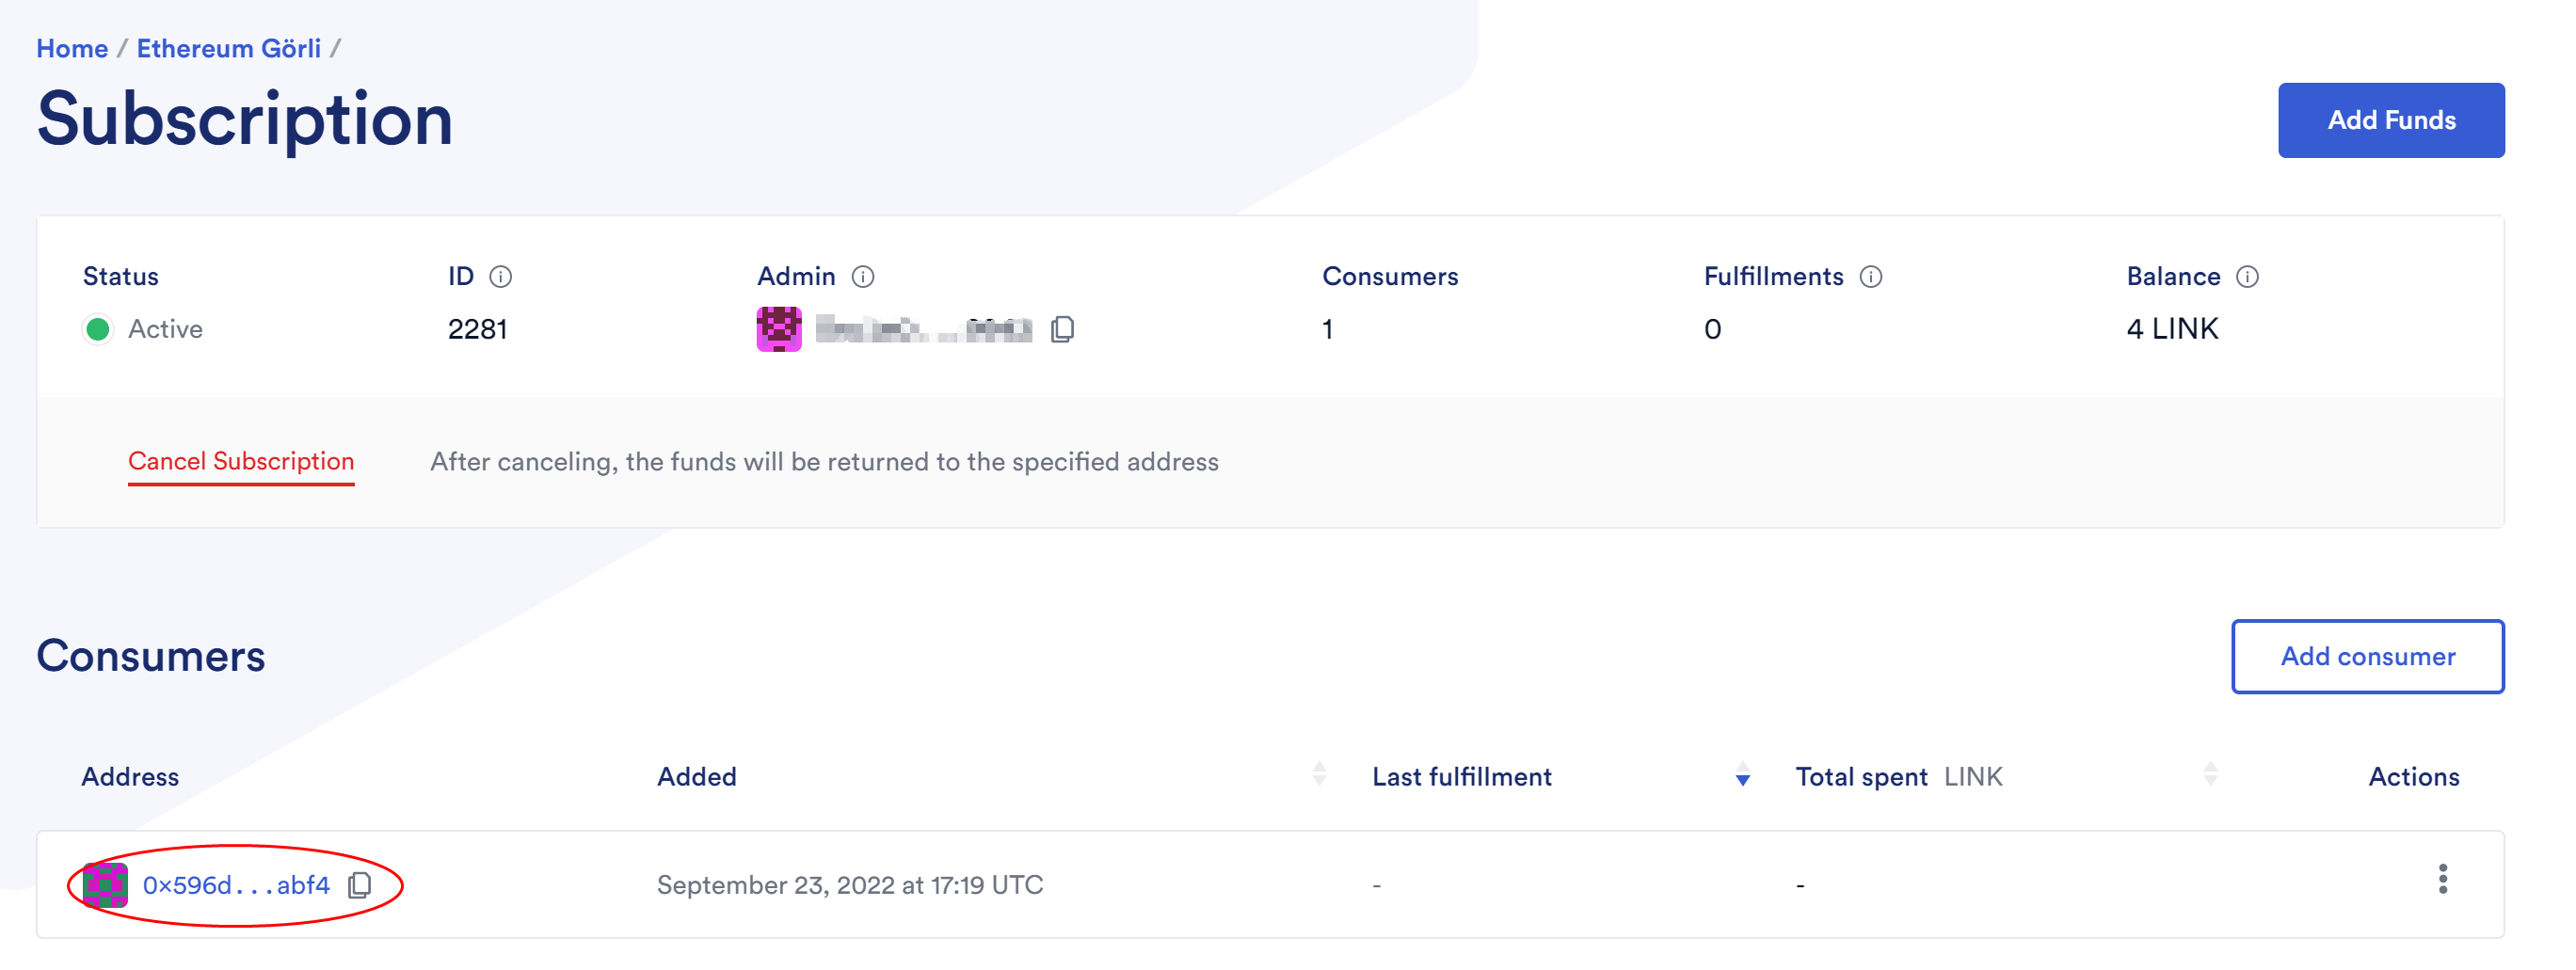 Home / Ethereum Görli /
Subscription
Add Funds
Status ID Admin Consumers Fulfillments Balance
Active 2281 1 0 4 LINK
Cancel Subscription After canceling, the funds will be returned to the specified address
Consumers
Add consumer
Address Added Last fulfillment Total spent LINK Actions
0x596d...abf4 September 23, 2022 at 17:19 UTC - -